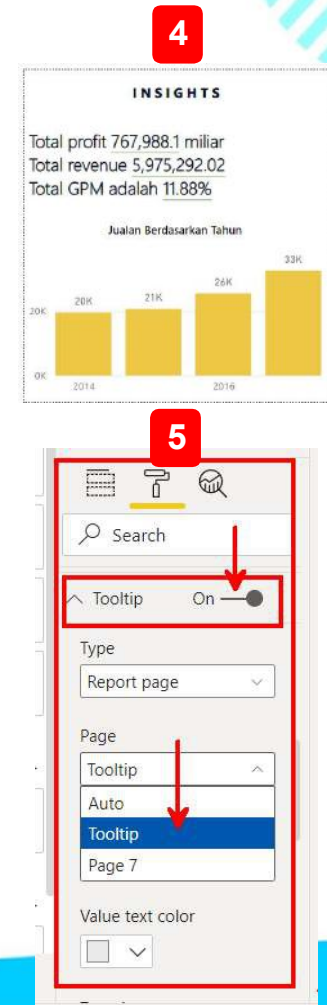 4
INSIGHTS
Total profit 767,988.1 miliar
Total revenue 5,975,292.02
Total GPM adalah 11.88%
Jualan Berdasarkan Tahun
33K
26K
21K
20K
20K
0K
2014
2016
5
Search
Tooltip On
Type
Report page
Page
Tooltip
Auto
Tooltip
Page 7
Value text color